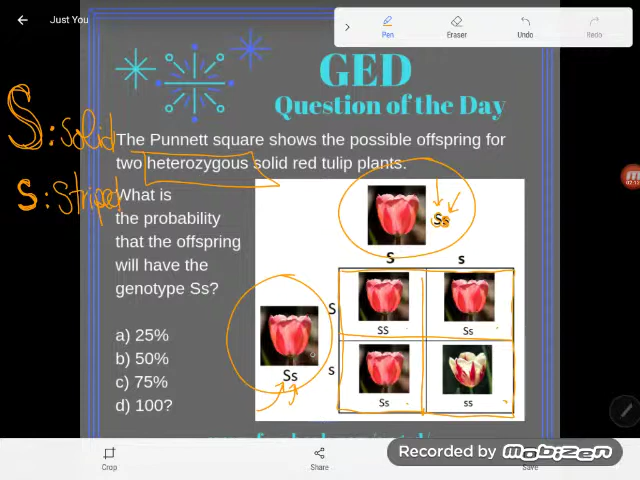 Just You
Pen
Eraser
Undo
Redo
GED
Question of the Day
S: Solid
s: Striped
The Punnett square shows the possible offspring for
two heterozygous solid red tulip plants.
What is
the probability
that the offspring
will have the
genotype Ss?
a) 25%
b) 50%
c) 75%
d) 100?
Ss
S
s
S
SS
Ss
Ss
s
Ss
ss
Recorded by mobizen
Crop
Share
Save